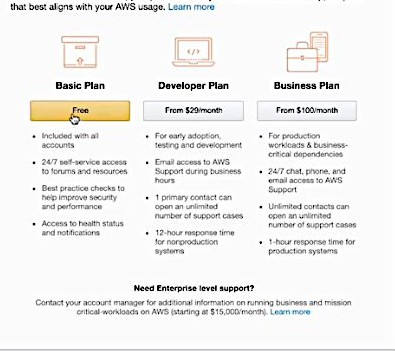 that best aligns with your AWS usage. Learn more
Basic Plan
Free
• Included with all
accounts
• 24/7 self-service access
to forums and resources
• Best practice checks to
help improve security
and performance
• Access to health status
and notifications
Developer Plan
From $29/month
• For early adoption,
testing and development
• Email access to AWS
Support during business
hours
• 1 primary contact can
open an unlimited
number of support cases
• 12-hour response time
for nonproduction
systems
Business Plan
From $100/month
• For production
workloads & business-
critical dependencies
• 24/7 chat, phone, and
email access to AWS
Support
• Unlimited contacts can
open an unlimited
number of support cases
• 1-hour response time for
production systems
Need Enterprise level support?
Contact your account manager for additional information on running business and mission
critical-workloads on AWS (starting at $15,000/month). Learn more